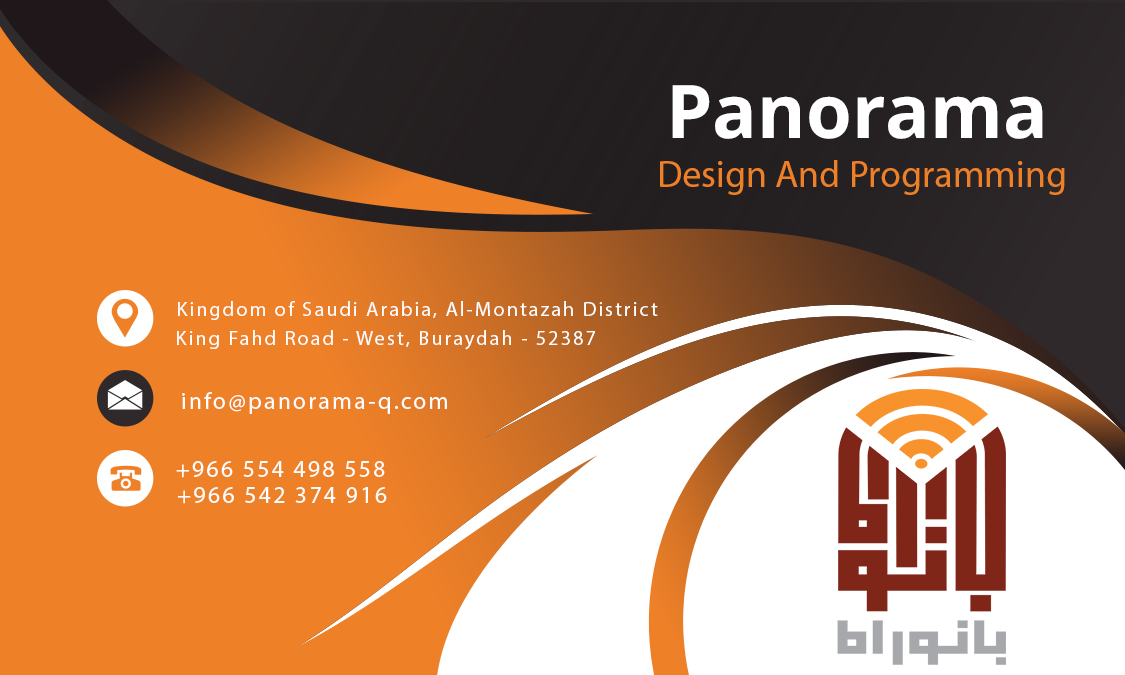 Panorama
Design And Programming
Kingdom of Saudi Arabia, Al-Montazah District
King Fahd Road - West, Buraydah - 52387
info@panorama-q.com
+966 554 498 558
+966 542 374 916
بانوراما
بانوراما